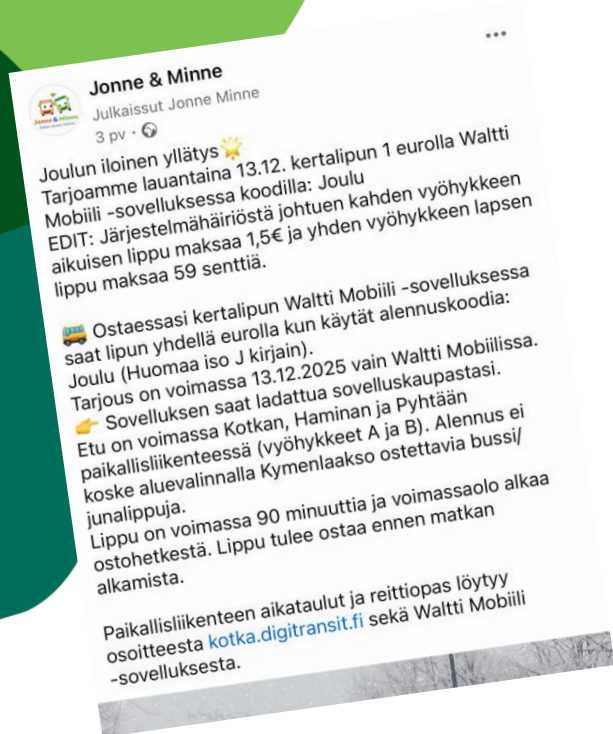 Jonne & Minne
Julkaissut Jonne Minne
3 pv ·
Joulun iloinen yllätys🌟
Tarjoamme lauantaina 13.12. kertalipun 1 eurolla Waltti
Mobiili -sovelluksessa koodilla: Joulu
EDIT: Järjestelmähäiriöstä johtuen kahden vyöhykkeen
aikuisen lippu maksaa 1,5€ ja yhden vyöhykkeen lapsen
lippu maksaa 59 senttiä.
🚌 Ostaessasi kertalipun Waltti Mobiili -sovelluksessa
saat lipun yhdellä eurolla kun käytät alennuskoodia:
Joulu (Huomaa iso J kirjain).
Tarjous on voimassa 13.12.2025 vain Waltti Mobiilissa.
👉 Sovelluksen saat ladattua sovelluskaupastasi.
Etu on voimassa Kotkan, Haminan ja Pyhtään
paikallisliikenteessä (vyöhykkeet A ja B). Alennus ei
koske aluevalinnalla Kymenlaakso ostettavia bussi/
junalippuja.
Lippu on voimassa 90 minuuttia ja voimassaolo alkaa
ostohetkestä. Lippu tulee ostaa ennen matkan
alkamista.
Paikallisliikenteen aikataulut ja reittiopas löytyy
osoitteesta kotka.digitransit.fi sekä Waltti Mobiili
-sovelluksesta.